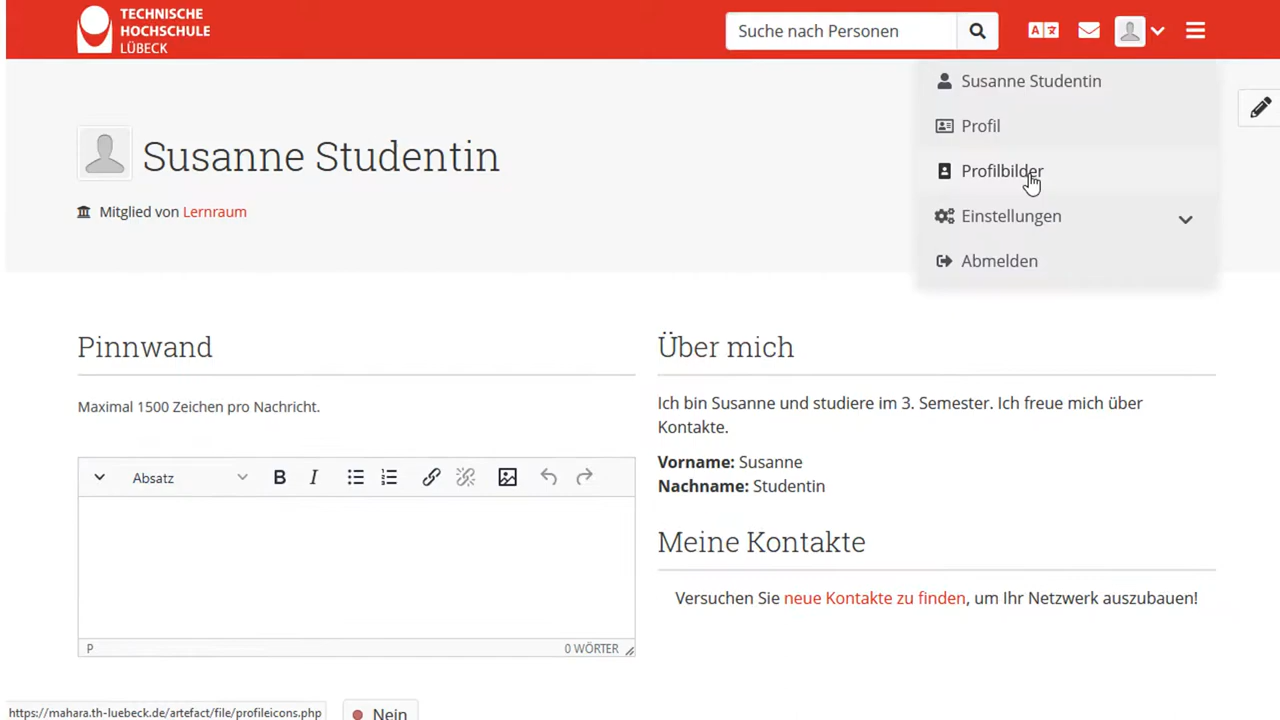 TECHNISCHE
HOCHSCHULE
LÜBECK
Suche nach Personen
Susanne Studentin
Profil
Profilbilder
Einstellungen
Abmelden
Susanne Studentin
Mitglied von Lernraum
Pinnwand
Maximal 1500 Zeichen pro Nachricht.
Absatz
B I
P
0 WÖRTER
Über mich
Ich bin Susanne und studiere im 3. Semester. Ich freue mich über
Kontakte.
Vorname: Susanne
Nachname: Studentin
Meine Kontakte
Versuchen Sie neue Kontakte zu finden, um Ihr Netzwerk auszubauen!
https://mahara.th-luebeck.de/artefact/file/profileicons.php
Nein